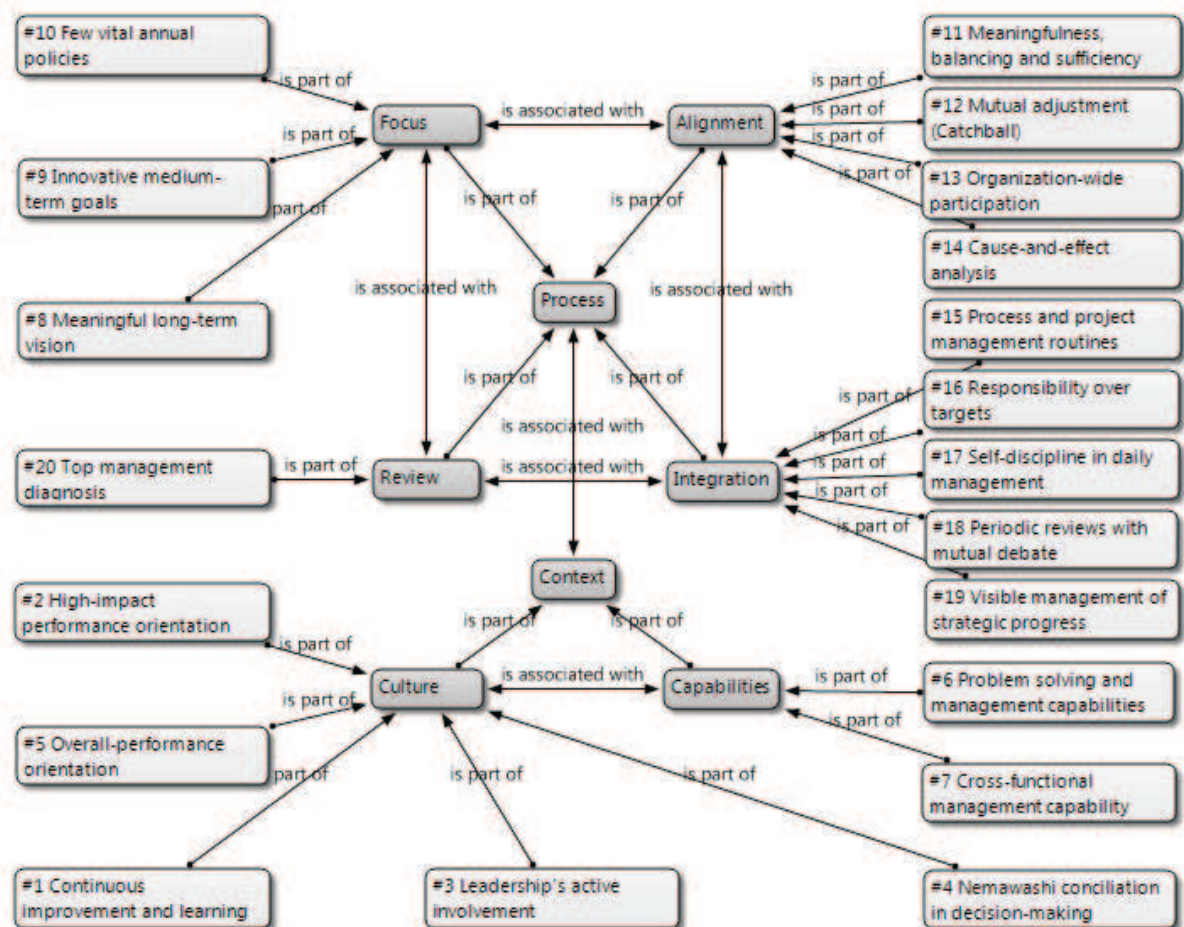 #10 Few vital annual
policies
#11 Meaningfulness,
balancing and sufficiency
is part of
is part of
is associated with
is part of
#12 Mutual adjustment
(Catchball)
Focus
Alignment
is part of
is part of
#9 Innovative medium-
term goals
is part of
#13 Organization-wide
participation
part of
is part of
is part of
#14 Cause-and-effect
analysis
is associated with
is associated with
Process
#8 Meaningful long-term
vision
#15 Process and project
management routines
is part of
is part of
is part of
#16 Responsibility over
targets
is associated with
is part of
#20 Top management
diagnosis
is part of
Review
is associated with
Integration
#17 Self-discipline in daily
management
is part of
is part of
#18 Periodic reviews with
mutual debate
Context
#2 High-impact
performance orientation
#19 Visible management of
strategic progress
is part of
is part of
is part of
Culture
is associated with
Capabilities
is part of
#6 Problem solving and
management capabilities
is part of
is part of
#5 Overall-performance
orientation
part of
is part of
is part of
#7 Cross-functional
management capability
#1 Continuous
improvement and learning
#3 Leadership's active
involvement
#4 Nemawashi conciliation
in decision-making